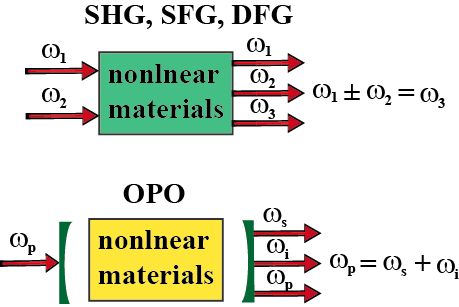 SHG, SFG, DFG
ω1 ω1
nonlnear
ω2 ω2 ω1 ± ω2 = ω3
materials ω3
OPO
ωs
ωp nonlnear ωi ωp = ωs + ωi
materials ωp